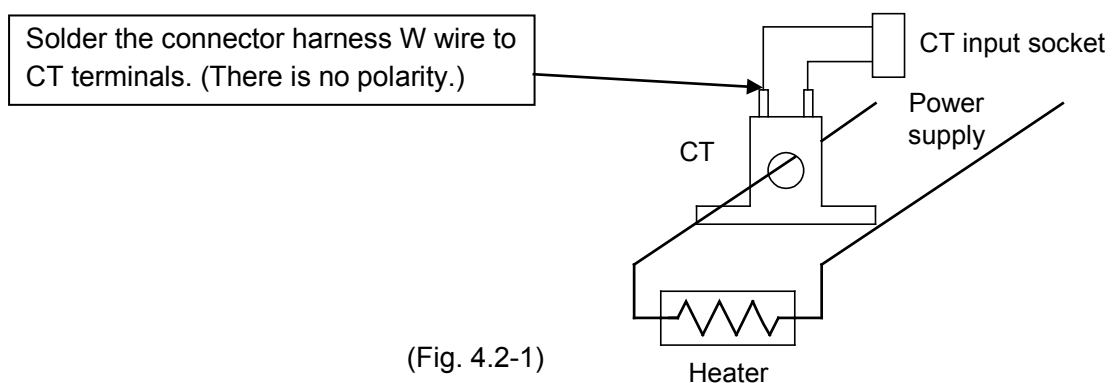 Solder the connector harness W wire to
CT terminals. (There is no polarity.)
CT input socket
Power
supply
CT
(Fig. 4.2-1)
Heater